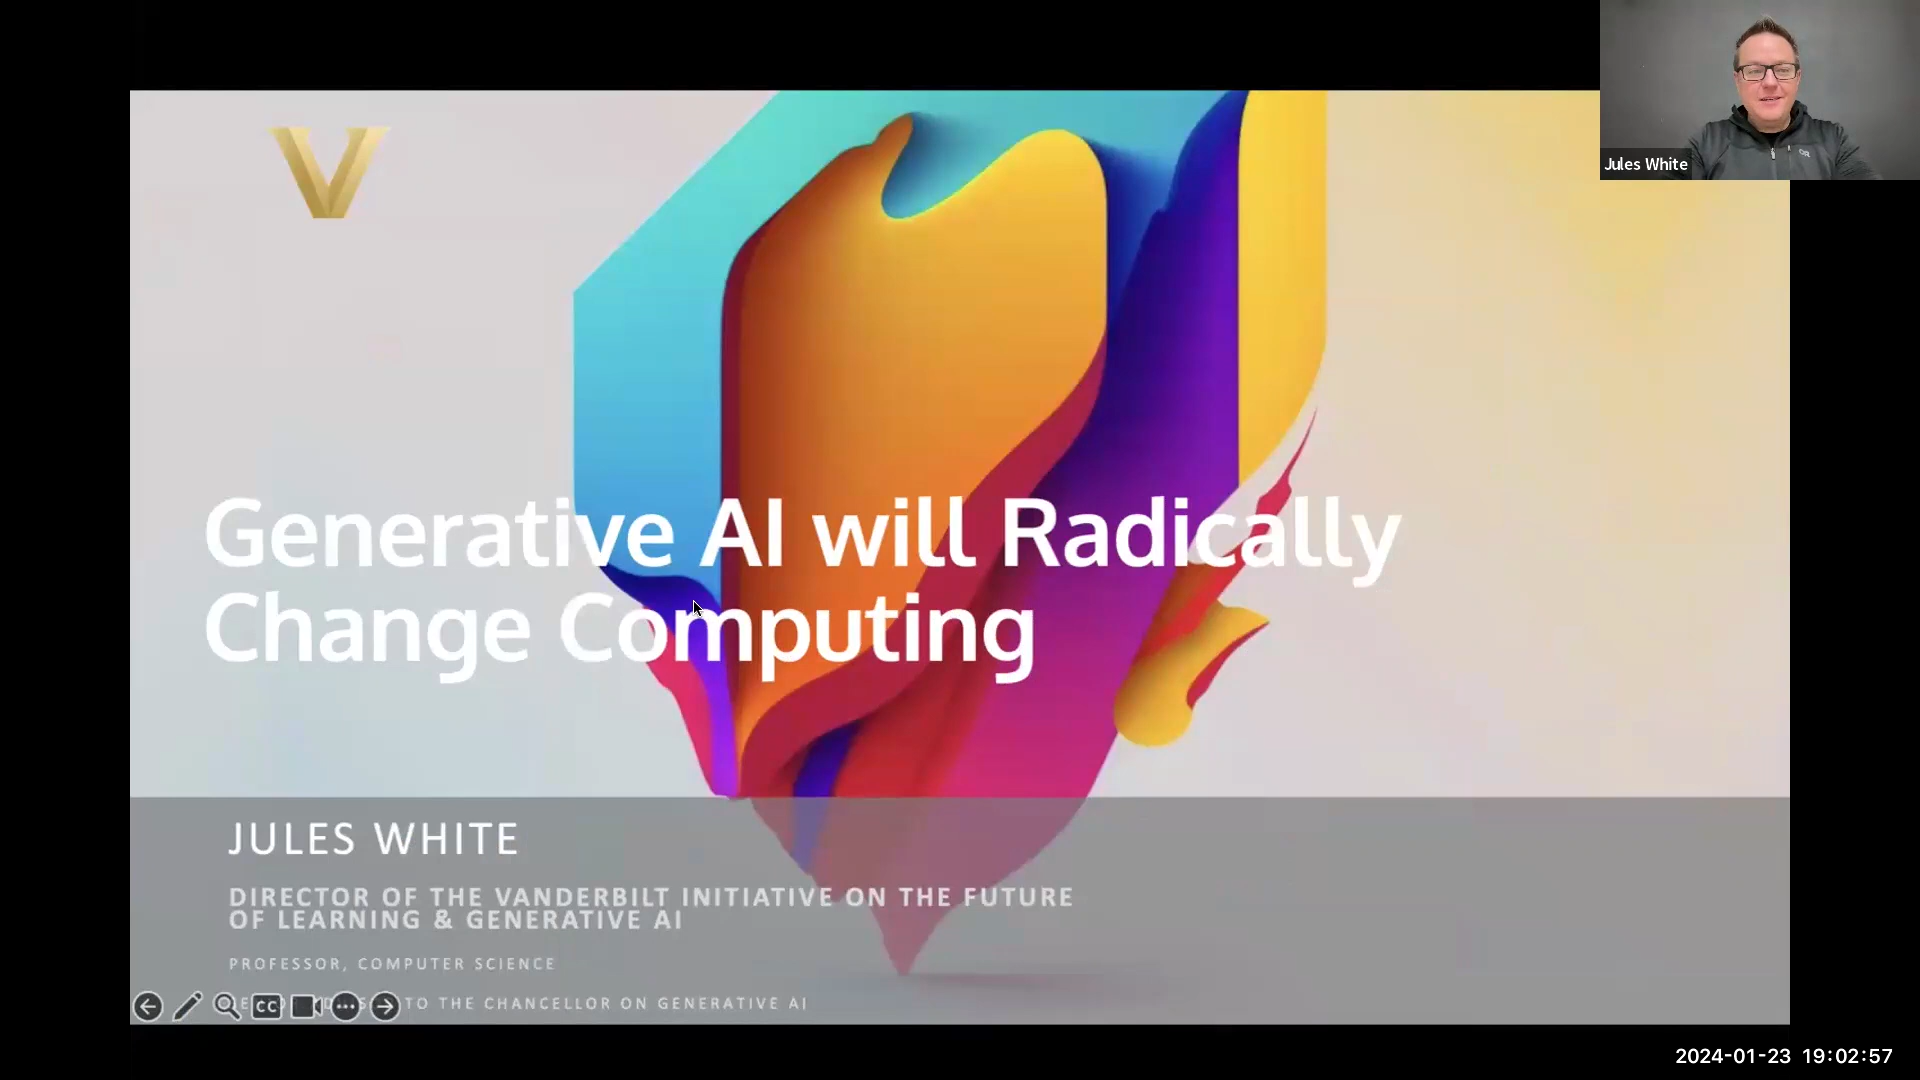 Jules White
V
Generative AI will Radically
Change Computing
JULES WHITE
DIRECTOR OF THE VANDERBILT INITIATIVE ON THE FUTURE
OF LEARNING & GENERATIVE AI
PROFESSOR, COMPUTER SCIENCE
TO THE CHANCELLOR ON GENERATIVE AI
CC
2024-01-23 19:02:57